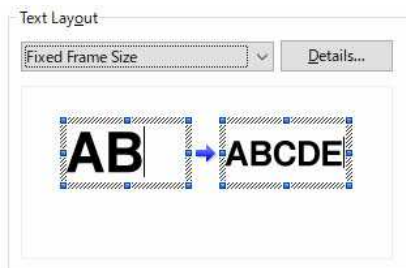 Text Layout
Fixed Frame Size
Details...
AB
ABCDE